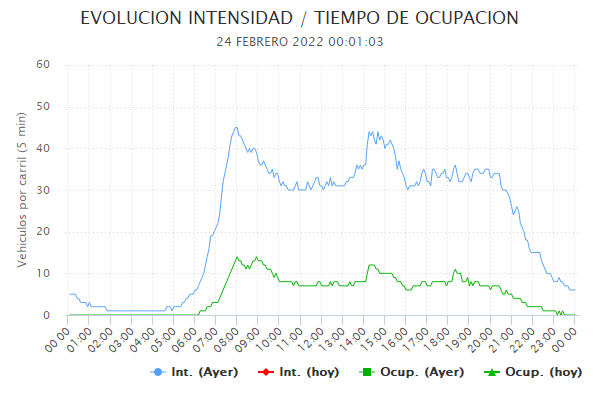 EVOLUCION INTENSIDAD / TIEMPO DE OCUPACION
24 FEBRERO 2022 00:01:03
Vehiculos por carril (5 min)
60
50
40
30
20
10
0
00:00 01:00 02:00 03:00 04:00 05:00 06:00 07:00 08:00 09:00 10:00 11:00 12:00 13:00 14:00 15:00 16:00 17:00 18:00 19:00 20:00 21:00 22:00 23:00 00:00
Int. (Ayer) Int. (hoy) Ocup. (Ayer) Ocup. (hoy)